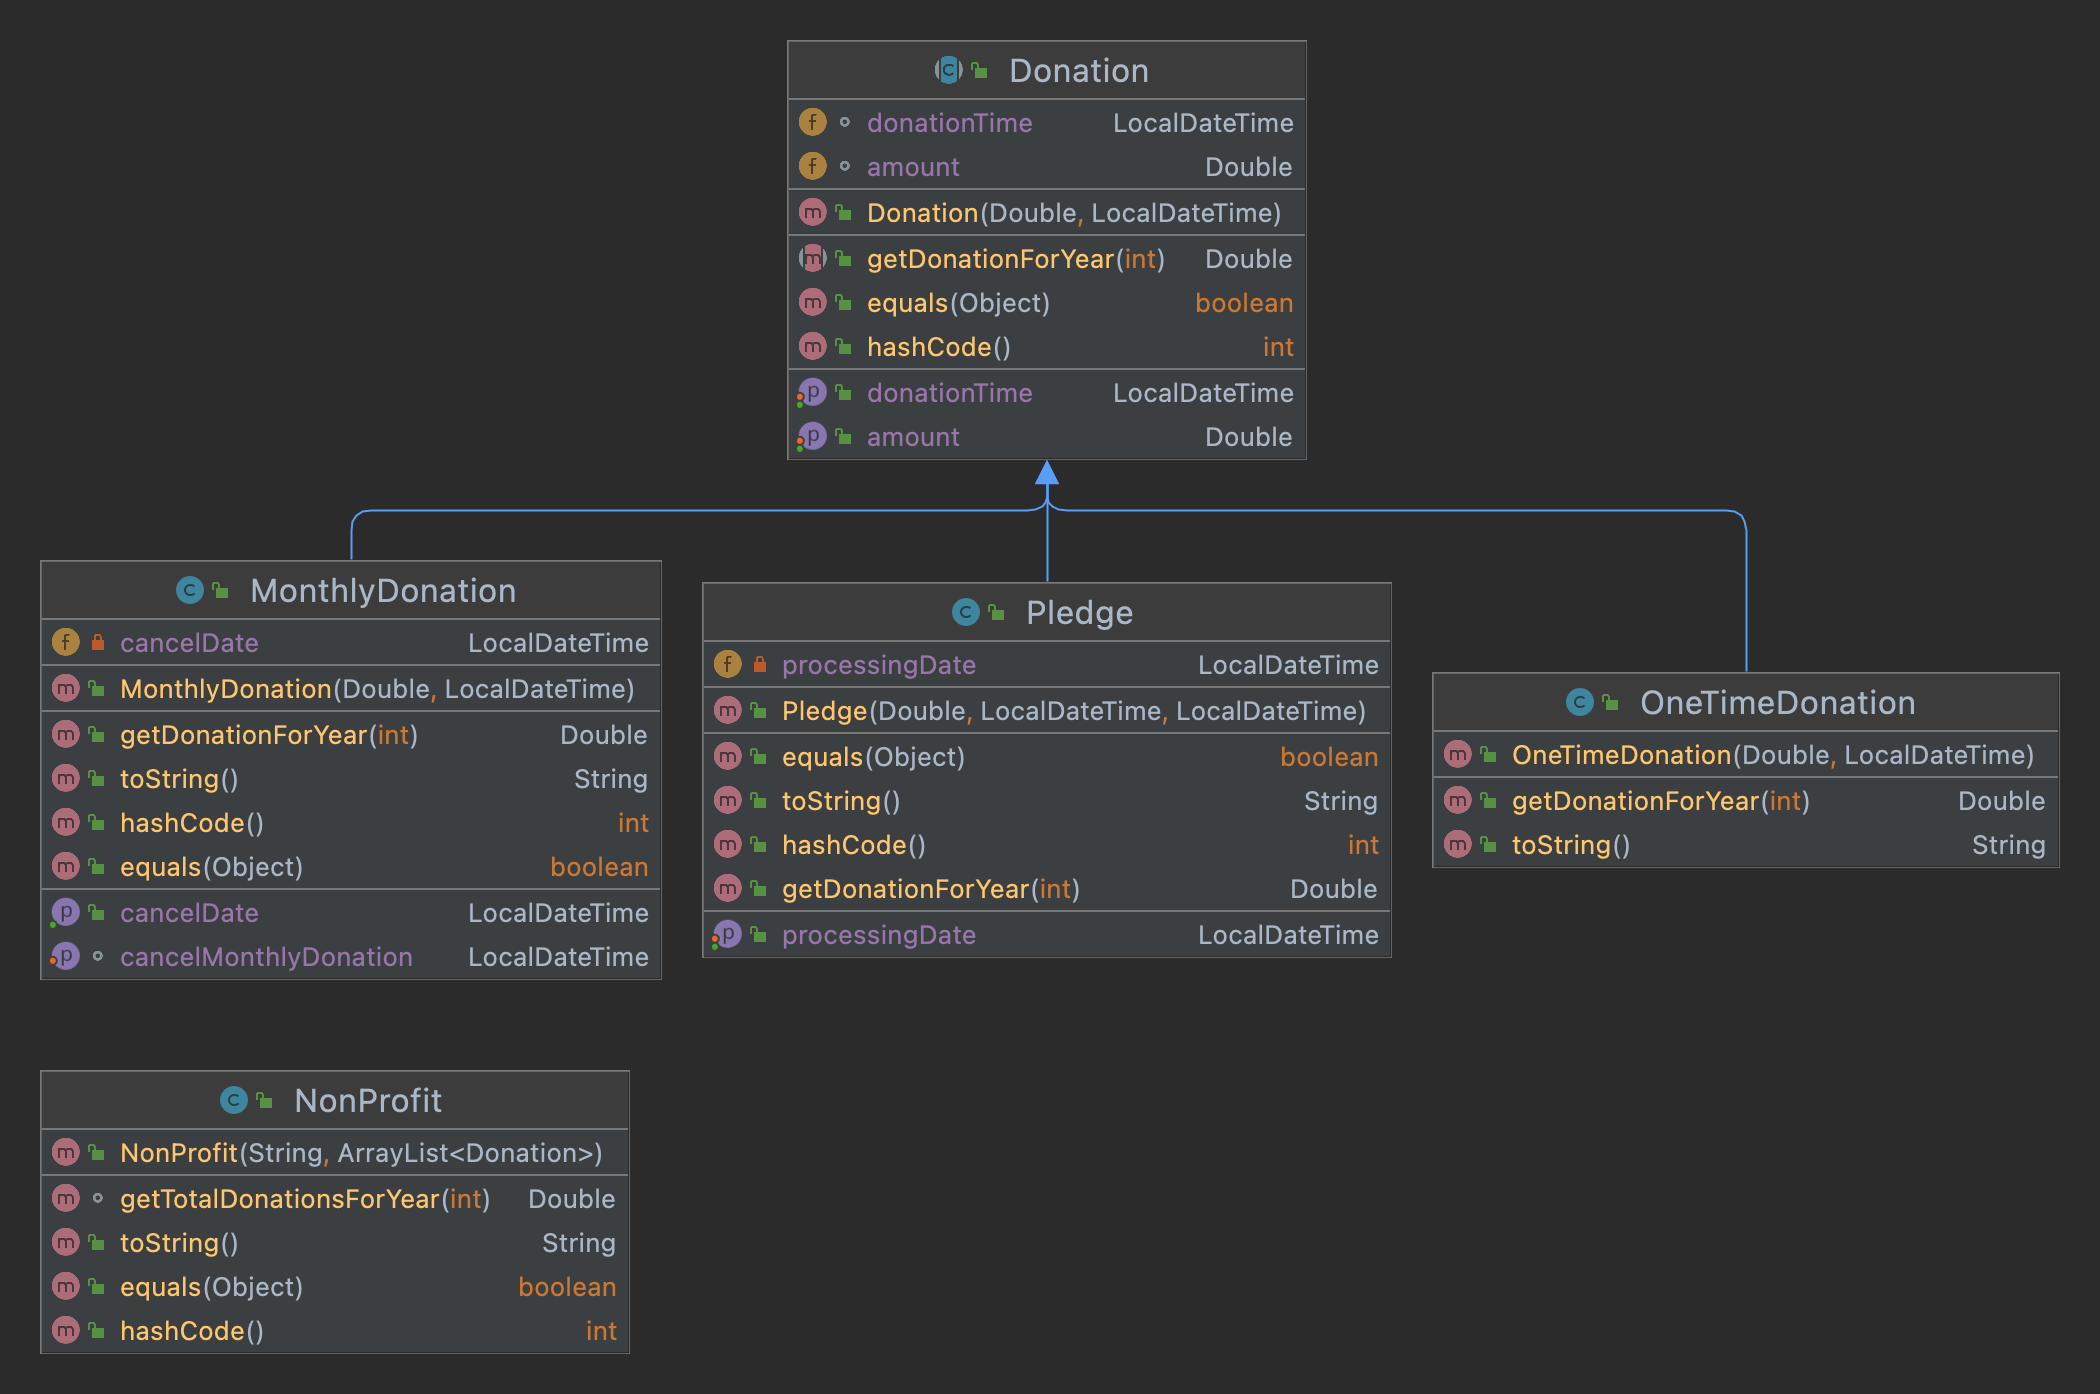 Donation
donationTime LocalDateTime
amount Double
Donation(Double, LocalDateTime)
getDonationForYear(int) Double
equals(Object) boolean
hashCode() int
donationTime LocalDateTime
amount Double
MonthlyDonation
cancelDate LocalDateTime
MonthlyDonation(Double, LocalDateTime)
getDonationForYear(int) Double
toString() String
hashCode() int
equals(Object) boolean
cancelDate LocalDateTime
cancelMonthlyDonation LocalDateTime
Pledge
processingDate LocalDateTime
Pledge(Double, LocalDateTime, LocalDateTime)
equals(Object) boolean
toString() String
hashCode() int
getDonationForYear(int) Double
processingDate LocalDateTime
OneTimeDonation
OneTimeDonation(Double, LocalDateTime)
getDonationForYear(int) Double
toString() String
NonProfit
NonProfit(String, ArrayList<Donation>)
getTotalDonationsForYear(int) Double
toString() String
equals(Object) boolean
hashCode() int